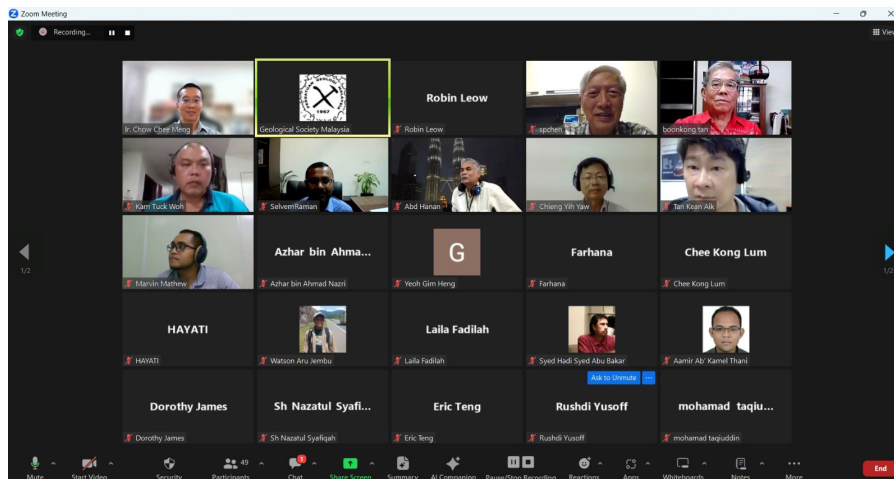 Zoom Meeting
Recording...
View
Ir. Chow Chee Meng
GEOLOG
1967
Geological Society Malaysia
Robin Leow
Robin Leow
spchen
boonkong tan
Kam Tuck Woh
SelvemRaman
Abd Hanan
Chieng Yih Yaw
Tan Kean Aik
Marvin Mathew
Azhar bin Ahma...
Azhar bin Ahmad Nazri
G
Yeoh Gim Heng
Farhana
Farhana
Chee Kong Lum
Chee Kong Lum
1/2
1/2
HAYATI
HAYATI
Watson Aru Jembu
Laila Fadilah
Laila Fadilah
Syed Hadi Syed Abu Bakar
Aamir Ab' Kamel Thani
Dorothy James
Dorothy James
Sh Nazatul Syafi...
Sh Nazatul Syafiqah
Eric Teng
Eric Teng
Ask to Unmute
Rushdi Yusoff
Rushdi Yusoff
mohamad taqiu...
mohamad taqiuddin
Mute
Start Video
Security
49
Participants
1
Chat
Share Screen
Summary
AI Companion
Pause/Stop Recording
Reactions
Apps
Whiteboards
Notes
More
End